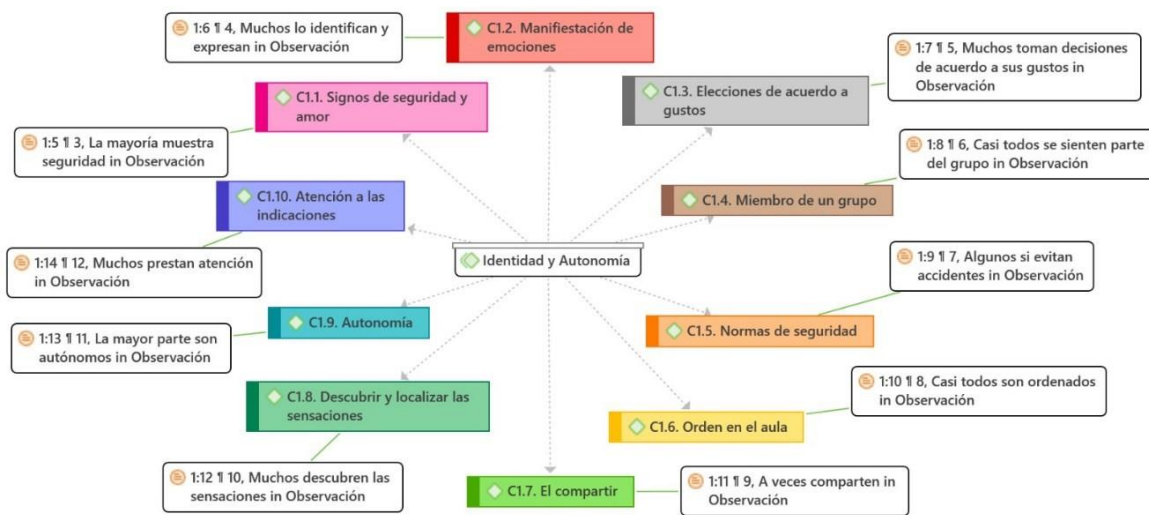 1:6 ¶ 4, Muchos lo identifican y
expresan in Observación
C1.2. Manifiestación de
emociones
1:7 ¶ 5, Muchos toman decisiones
de acuerdo a sus gustos in
Observación
C1.3. Elecciones de acuerdo a
gustos
C1.1. Signos de seguridad y
amor
1:5 ¶ 3, La mayoría muestra
seguridad in Observación
1:8 ¶ 6, Casi todos se sienten parte
del grupo in Observación
C1.4. Miembro de un grupo
C1.10. Atención a las
indicaciones
1:14 ¶ 12, Muchos prestan atención
in Observación
Identidad y Autonomía
1:9 ¶ 7, Algunos si evitan
accidentes in Observación
C1.5. Normas de seguridad
C1.9. Autonomía
1:13 ¶ 11, La mayor parte son
autónomos in Observación
C1.8. Descubrir y localizar las
sensaciones
1:10 ¶ 8, Casi todos son ordenados
in Observación
C1.6. Orden en el aula
1:12 ¶ 10, Muchos descubren las
sensaciones in Observación
C1.7. El compartir
1:11 ¶ 9, A veces comparten in
Observación